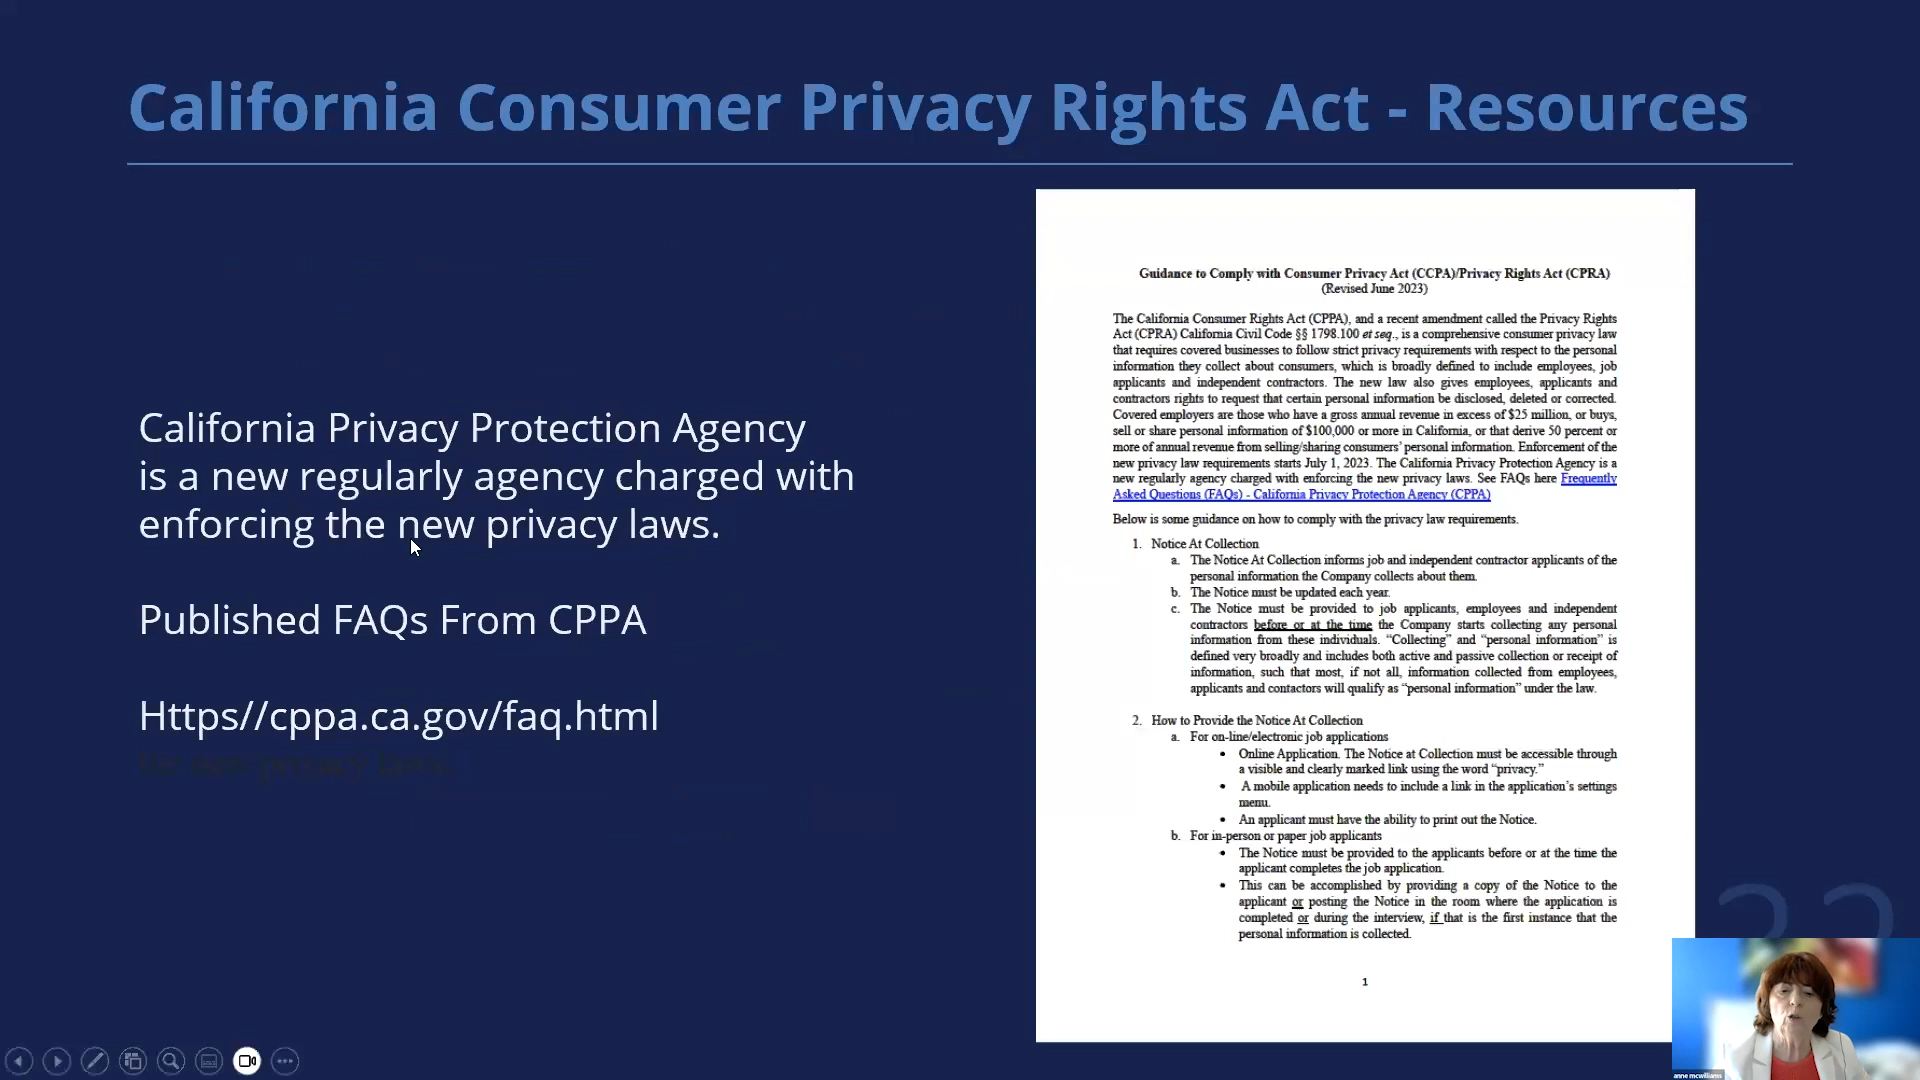 California Consumer Privacy Rights Act - Resources
California Privacy Protection Agency
is a new regularly agency charged with
enforcing the new privacy laws.
Published FAQs From CPPA
Https//cppa.ca.gov/faq.html
the new privacy laws.
Guidance to Comply with Consumer Privacy Act (CCPA)/Privacy Rights Act (CPRA)
(Revised June 2023)
The California Consumer Rights Act (CPPA), and a recent amendment called the Privacy Rights
Act (CPRA) California Civil Code §§ 1798.100 et seq., is a comprehensive consumer privacy law
that requires covered businesses to follow strict privacy requirements with respect to the personal
information they collect about consumers, which is broadly defined to include employees, job
applicants and independent contractors. The new law also gives employees, applicants and
contractors rights to request that certain personal information be disclosed, deleted or corrected.
Covered employers are those who have a gross annual revenue in excess of $25 million, or buys,
sell or share personal information of $100,000 or more in California, or that derive 50 percent or
more of annual revenue from selling/sharing consumers' personal information. Enforcement of the
new privacy law requirements starts July 1, 2023. The California Privacy Protection Agency is a
new regularly agency charged with enforcing the new privacy laws. See FAQs here Frequently
Asked Questions (FAQs) - California Privacy Protection Agency (CPPA)
Below is some guidance on how to comply with the privacy law requirements.
1. Notice At Collection
a. The Notice At Collection informs job and independent contractor applicants of the
personal information the Company collects about them.
b. The Notice must be updated each year.
c. The Notice must be provided to job applicants, employees and independent
contractors before or at the time the Company starts collecting any personal
information from these individuals. “Collecting” and “personal information” is
defined very broadly and includes both active and passive collection or receipt of
information, such that most, if not all, information collected from employees,
applicants and contactors will qualify as “personal information” under the law.
2. How to Provide the Notice At Collection
a. For on-line/electronic job applications
• Online Application. The Notice at Collection must be accessible through
a visible and clearly marked link using the word “privacy.”
• A mobile application needs to include a link in the application’s settings
menu.
• An applicant must have the ability to print out the Notice.
b. For in-person or paper job applicants
• The Notice must be provided to the applicants before or at the time the
applicant completes the job application.
• This can be accomplished by providing a copy of the Notice to the
applicant or posting the Notice in the room where the application is
completed or during the interview, if that is the first instance that the
personal information is collected.
1
anne mcwilliams